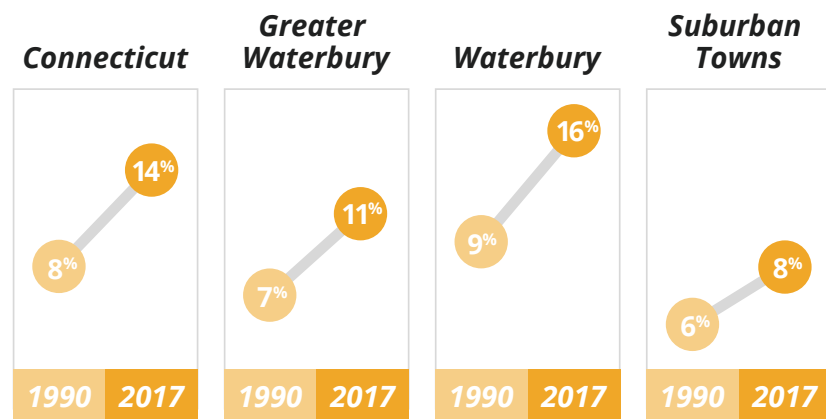 Connecticut
Greater
Waterbury
Waterbury
Suburban
Towns
14%
8%
11%
7%
16%
9%
8%
6%
1990 2017
1990 2017
1990 2017
1990 2017